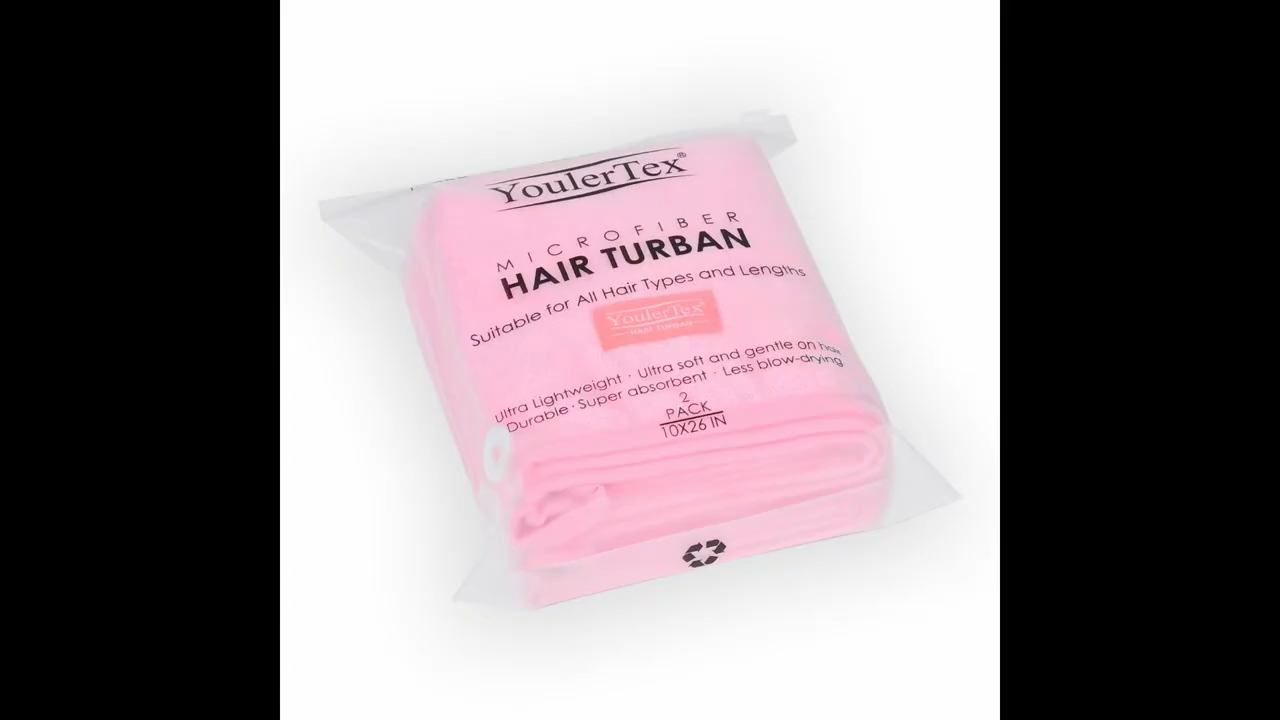 YoulerTex®
MICROFIBER
HAIR TURBAN
Suitable for All Hair Types and Lengths
YoulerTex
HAIR TURBAN
Ultra Lightweight · Ultra soft and gentle on hair
Durable · Super absorbent · Less blow-drying
2
PACK
10X26 IN